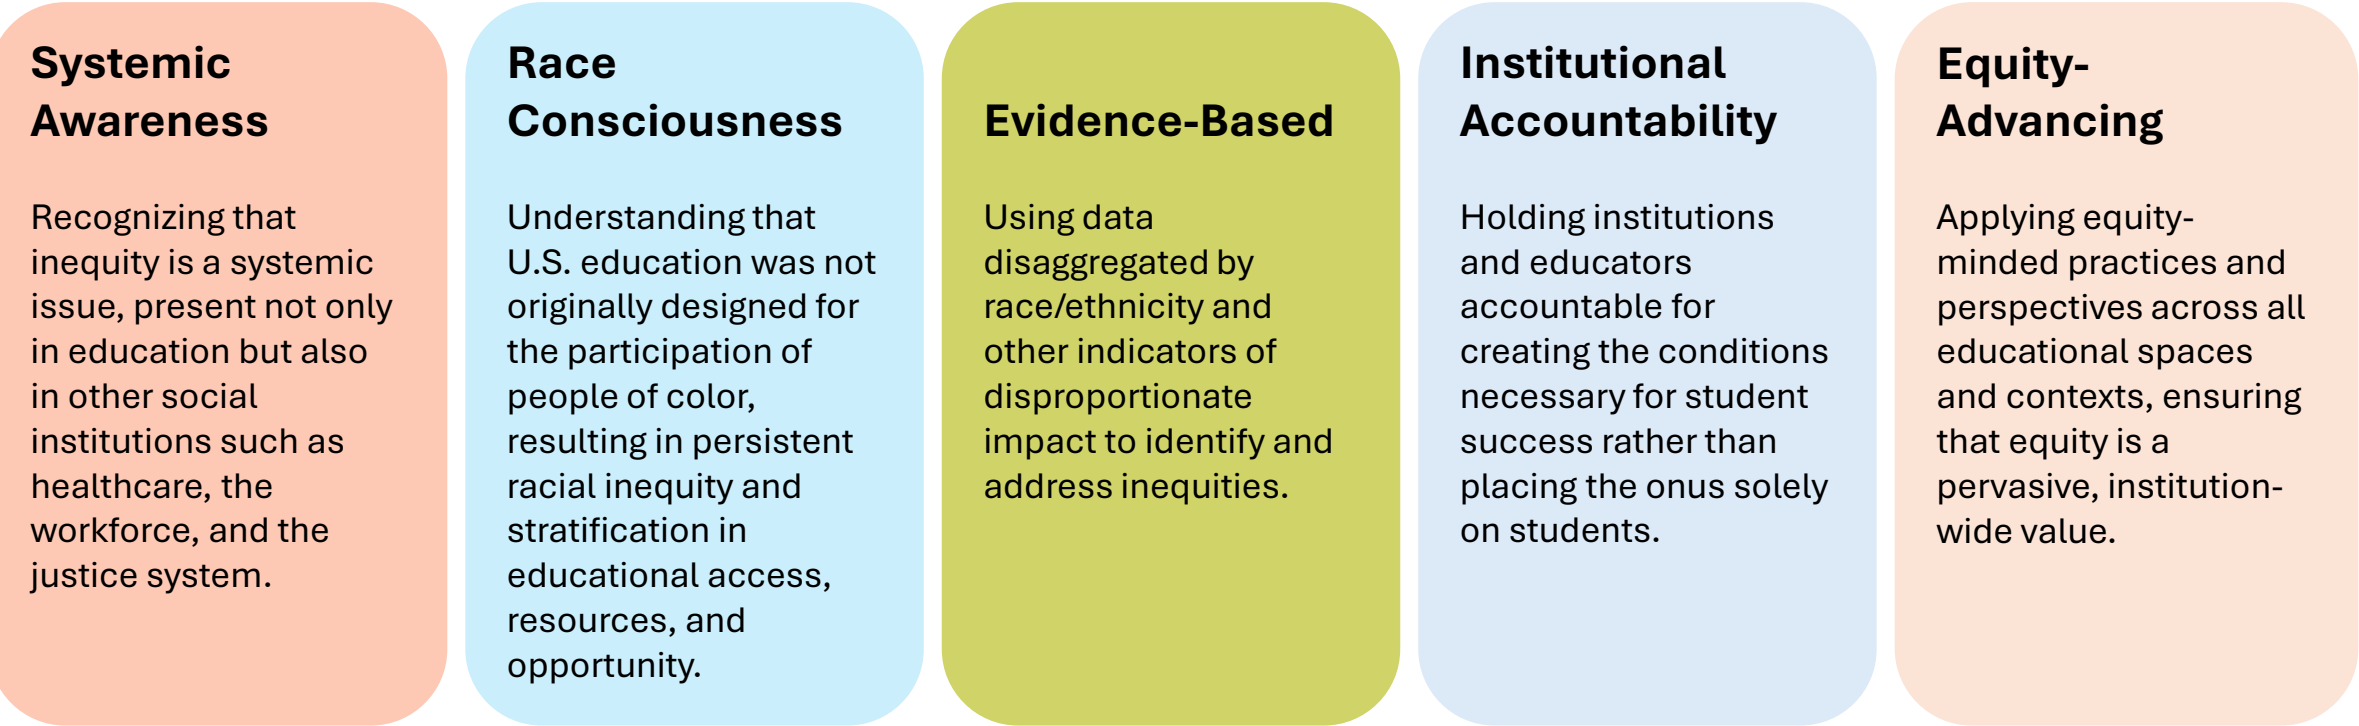 Systemic
Awareness
Recognizing that
inequity is a systemic
issue, present not only
in education but also
in other social
institutions such as
healthcare, the
workforce, and the
justice system.
Race
Consciousness
Understanding that
U.S. education was not
originally designed for
the participation of
people of color,
resulting in persistent
racial inequity and
stratification in
educational access,
resources, and
opportunity.
Evidence-Based
Using data
disaggregated by
race/ethnicity and
other indicators of
disproportionate
impact to identify and
address inequities.
Institutional
Accountability
Holding institutions
and educators
accountable for
creating the conditions
necessary for student
success rather than
placing the onus solely
on students.
Equity-
Advancing
Applying equity-
minded practices and
perspectives across all
educational spaces
and contexts, ensuring
that equity is a
pervasive, institution-
wide value.